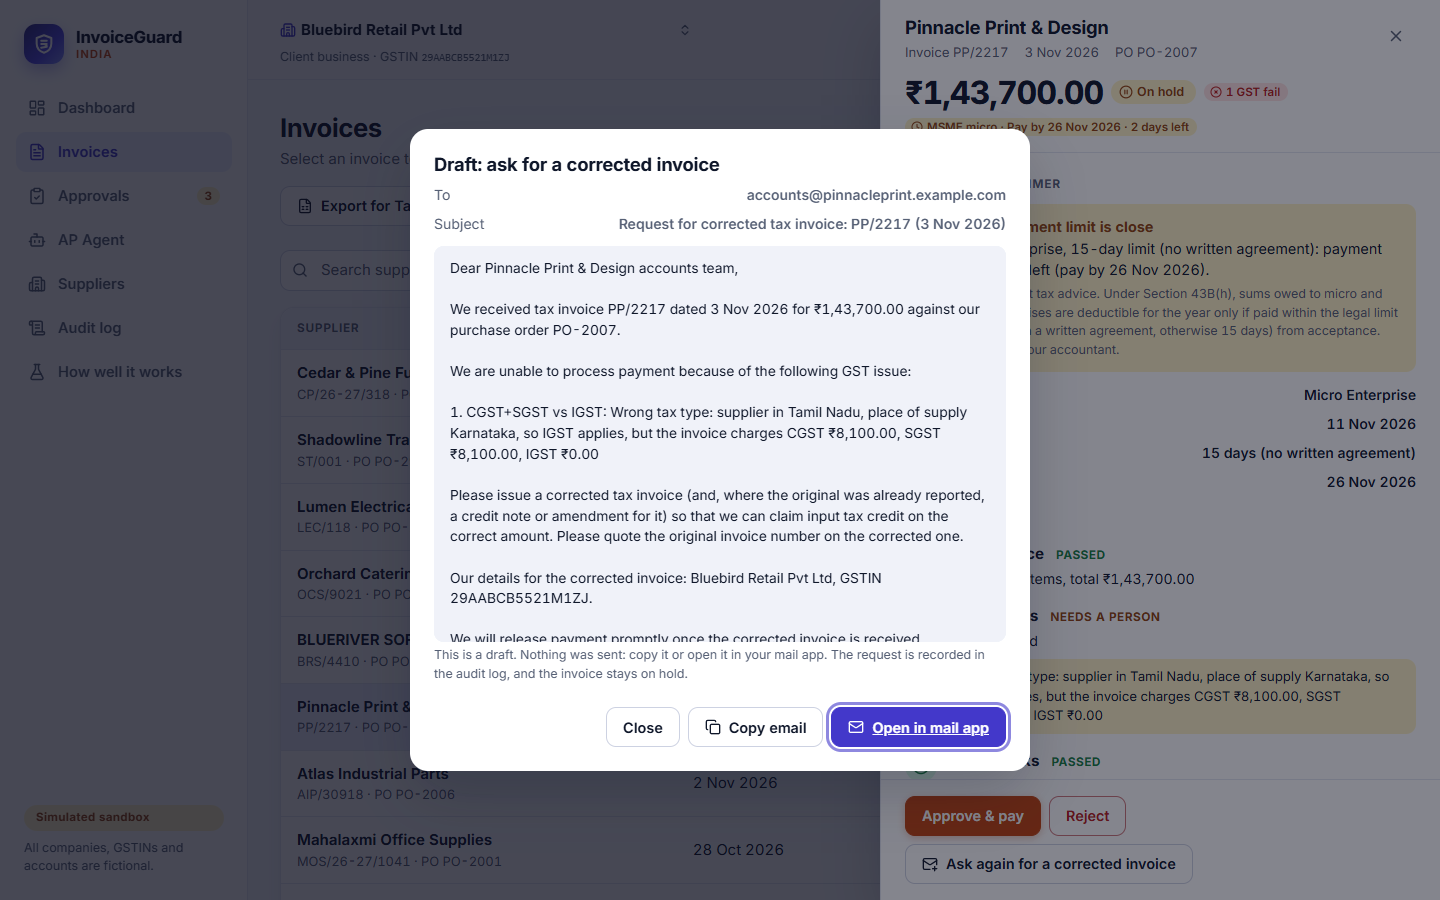 InvoiceGuard
INDIA
Dashboard
Invoices
Approvals 3
AP Agent
Suppliers
Audit log
How well it works
Simulated sandbox
All companies, GSTINs and
accounts are fictional.
Bluebird Retail Pvt Ltd
Client business · GSTIN 29AABCB5521M1ZJ
Invoices
Select an invoice
Export for
Search
SUPPLIER
Cedar & Pine
CP/26-27/318 ·
Shadowline
ST/001 · PO
Lumen
LEC/118 · PO PO-
Orchard
OCS/9021 · PO
BLUERIVER
BRS/4410 · PO
Pinnacle Print &
PP/2217 · PO PO-
Atlas Industrial Parts
AIP/30918 · PO PO-2006
2 Nov 2026
Mahalaxmi Office Supplies
MOS/26-27/1041 · PO PO-2001
28 Oct 2026
Draft: ask for a corrected invoice
To accounts@pinnacleprint.example.com
Subject Request for corrected tax invoice: PP/2217 (3 Nov 2026)
Dear Pinnacle Print & Design accounts team,
We received tax invoice PP/2217 dated 3 Nov 2026 for ₹1,43,700.00 against our
purchase order PO-2007.
We are unable to process payment because of the following GST issue:
1. CGST+SGST vs IGST: Wrong tax type: supplier in Tamil Nadu, place of supply
Karnataka, so IGST applies, but the invoice charges CGST ₹8,100.00, SGST
₹8,100.00, IGST ₹0.00
Please issue a corrected tax invoice (and, where the original was already reported,
a credit note or amendment for it) so that we can claim input tax credit on the
correct amount. Please quote the original invoice number on the corrected one.
Our details for the corrected invoice: Bluebird Retail Pvt Ltd, GSTIN
29AABCB5521M1ZJ.
We will release payment promptly once the corrected invoice is received
This is a draft. Nothing was sent: copy it or open it in your mail app. The request is recorded in
the audit log, and the invoice stays on hold.
Close
Copy email
Open in mail app
Pinnacle Print & Design
Invoice PP/2217 3 Nov 2026 PO PO-2007
₹1,43,700.00 On hold 1 GST fail
MSME micro · Pay by 26 Nov 2026 · 2 days left
limit is close
15-day limit (no written agreement): payment
left (pay by 26 Nov 2026).
tax advice. Under Section 43B(h), sums owed to micro and
are deductible for the year only if paid within the legal limit
a written agreement, otherwise 15 days) from acceptance.
accountant.
Micro Enterprise
11 Nov 2026
15 days (no written agreement)
26 Nov 2026
PASSED
total ₹1,43,700.00
NEEDS A PERSON
type: supplier in Tamil Nadu, place of supply Karnataka, so
but the invoice charges CGST ₹8,100.00, SGST
IGST ₹0.00
PASSED
Approve & pay
Reject
Ask again for a corrected invoice